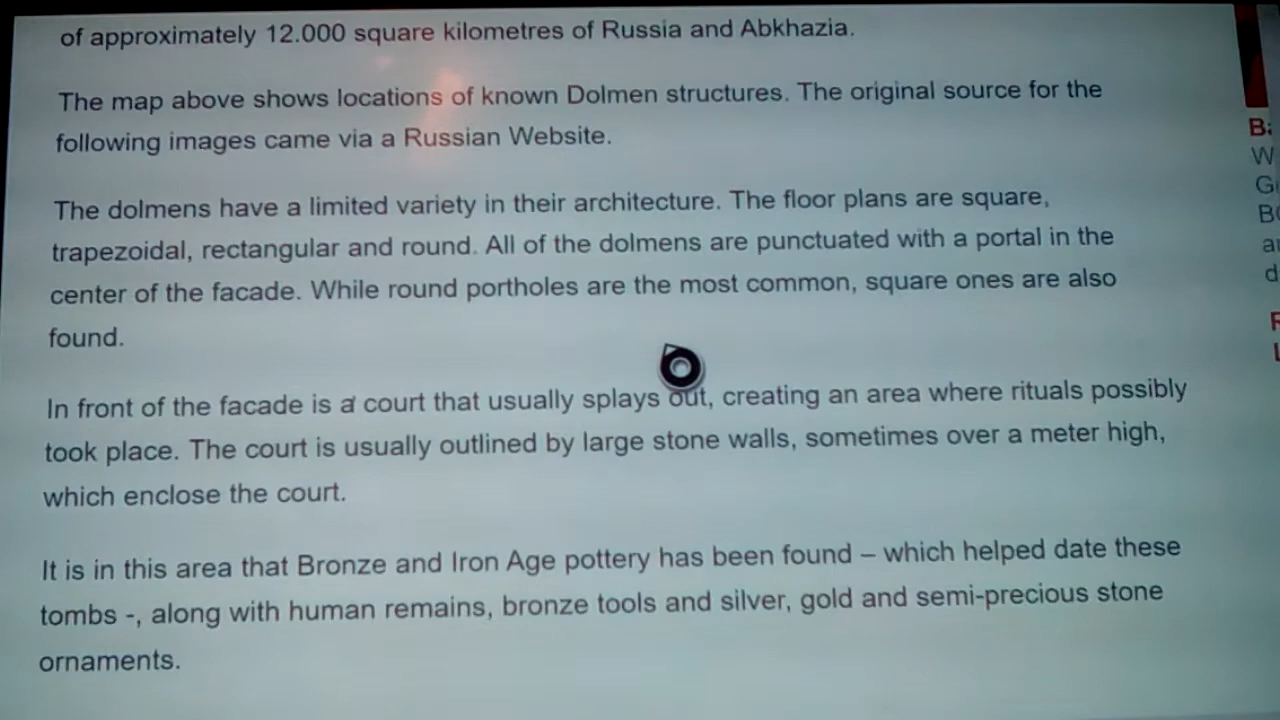 of approximately 12.000 square kilometres of Russia and Abkhazia.
The map above shows locations of known Dolmen structures. The original source for the
following images came via a Russian Website.
The dolmens have a limited variety in their architecture. The floor plans are square,
trapezoidal, rectangular and round. All of the dolmens are punctuated with a portal in the
center of the facade. While round portholes are the most common, square ones are also
found.
In front of the facade is a court that usually splays out, creating an area where rituals possibly
took place. The court is usually outlined by large stone walls, sometimes over a meter high,
which enclose the court.
It is in this area that Bronze and Iron Age pottery has been found – which helped date these
tombs -, along with human remains, bronze tools and silver, gold and semi-precious stone
ornaments.